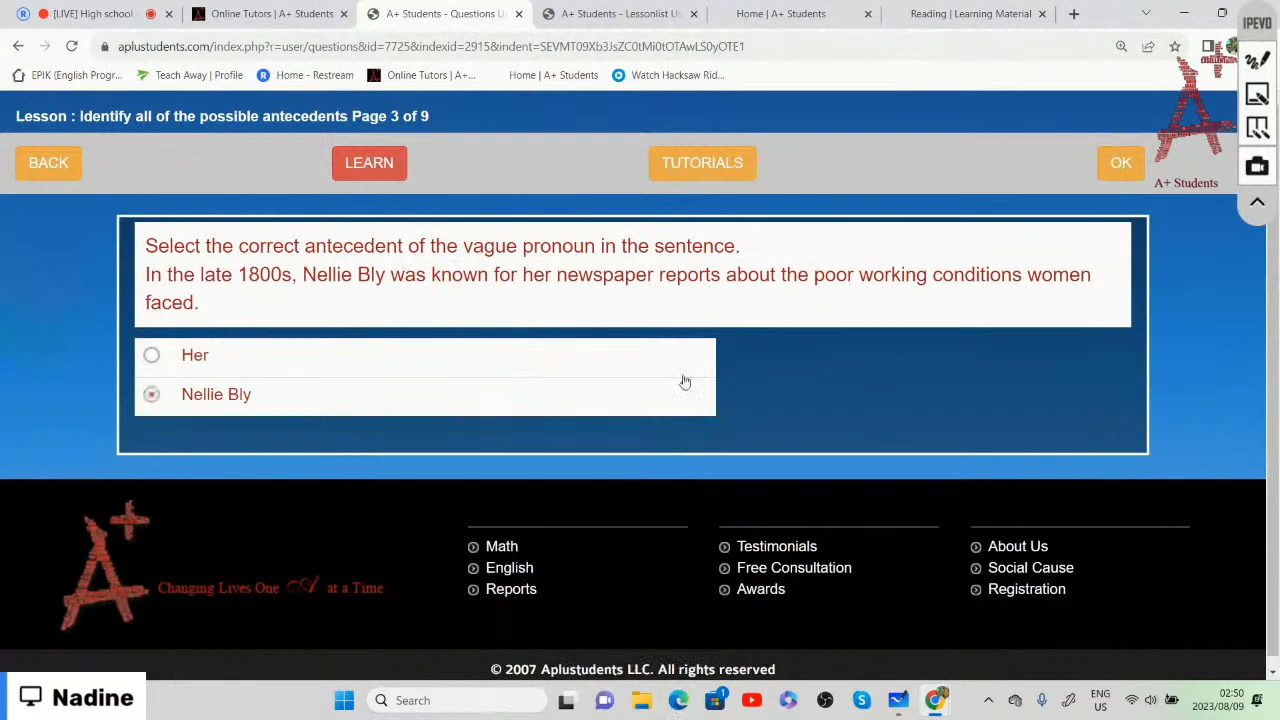 [LIVE] High school
Online Tutors | A+ Student
A+ Students - Questions U
A+ Students - Lessonlist U
Home | A+ Students
Reading | Learning Material
IPEVO
aplustudents.com/index.php?r=user/questions&id=7725&indexid=2915&indent=SEVMT09Xb3JsZC0tMi0tOTAwLS0yOTE1
EPIK (English Progr...
Teach Away | Profile
Home - Restream
Online Tutors | A+...
Home | A+ Students
Watch Hacksaw Rid...
Lesson : Identify all of the possible antecedents Page 3 of 9
BACK
LEARN
TUTORIALS
OK
A+ Students
Select the correct antecedent of the vague pronoun in the sentence.
In the late 1800s, Nellie Bly was known for her newspaper reports about the poor working conditions women
faced.
Her
Nellie Bly
Changing Lives One A at a Time
Math
English
Reports
Testimonials
Free Consultation
Awards
About Us
Social Cause
Registration
© 2007 Aplustudents LLC. All rights reserved
Nadine
Search
1
ENG
US
02:50
2023/08/09